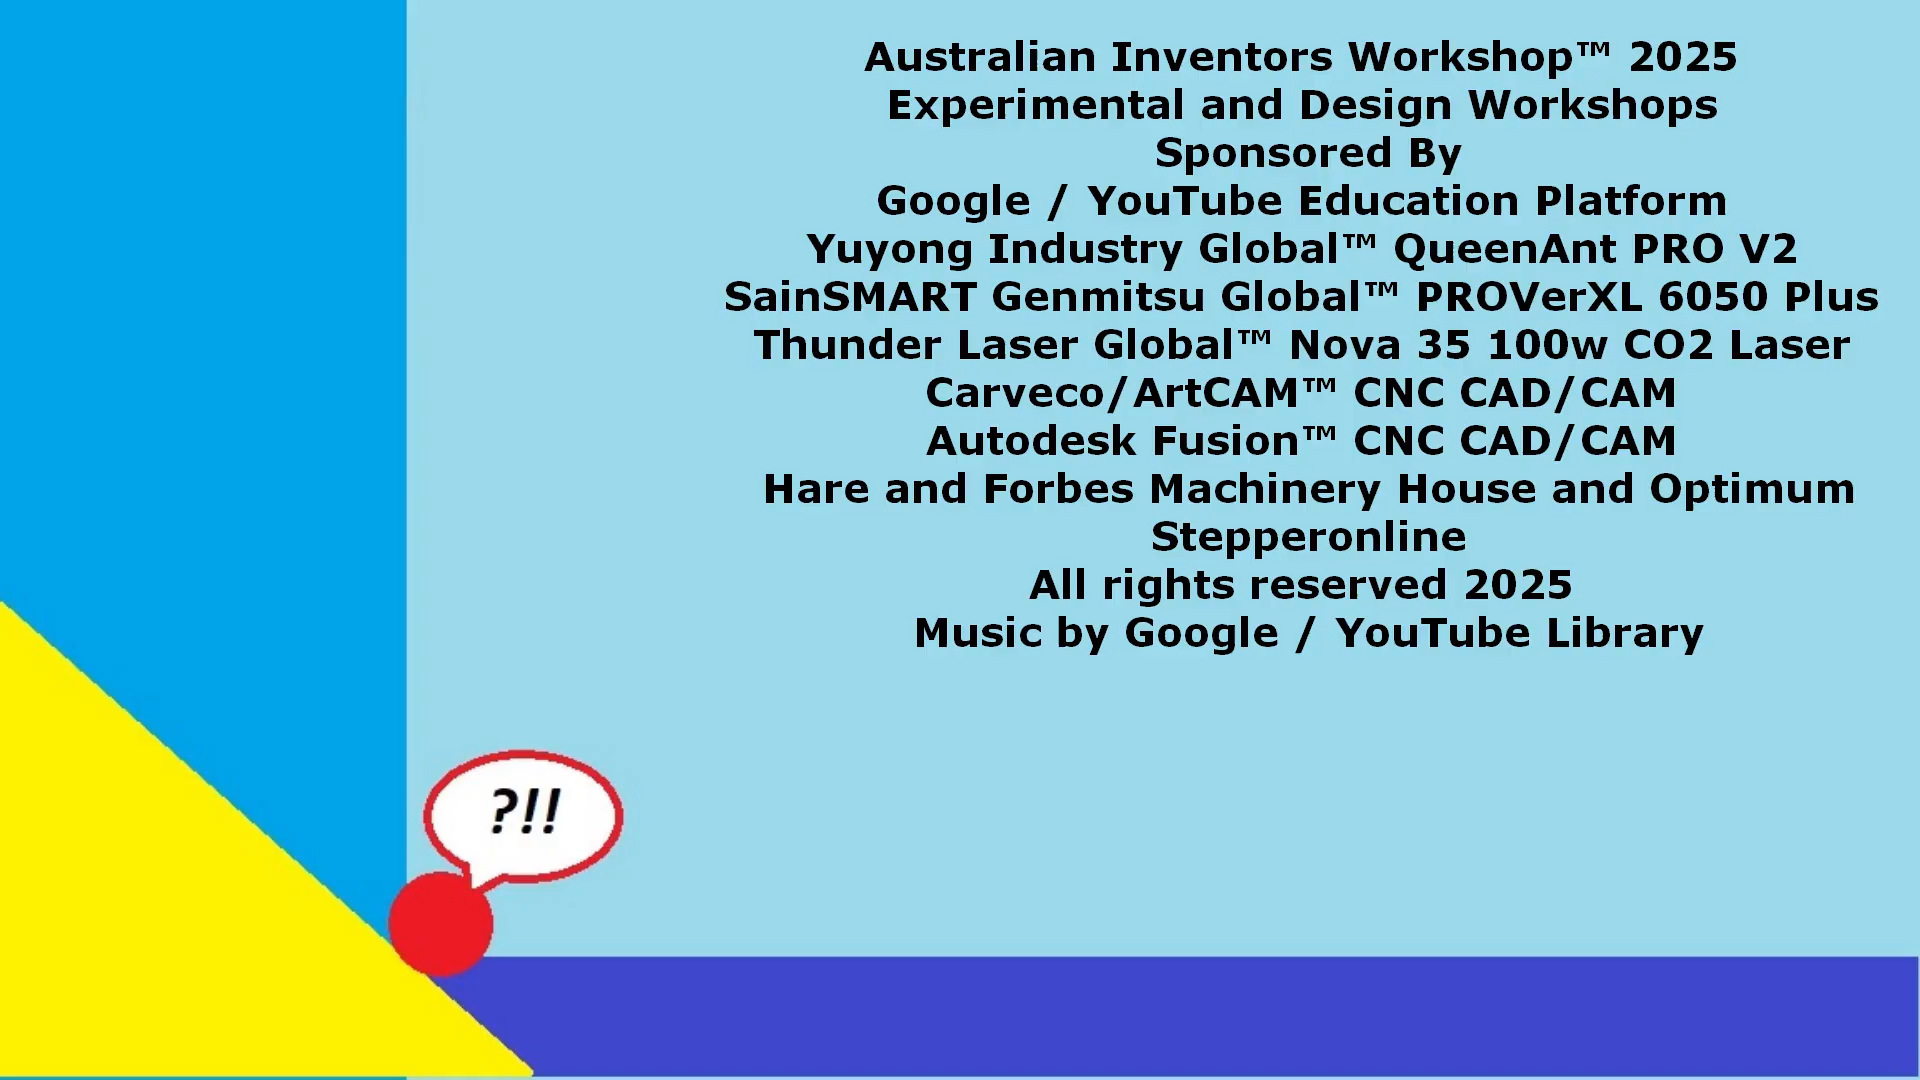 Australian Inventors Workshop™ 2025
Experimental and Design Workshops
Sponsored By
Google / YouTube Education Platform
Yuyong Industry Global™ QueenAnt PRO V2
SainSMART Genmitsu Global™ PROVerXL 6050 Plus
Thunder Laser Global™ Nova 35 100w CO2 Laser
Carveco/ArtCAM™ CNC CAD/CAM
Autodesk Fusion™ CNC CAD/CAM
Hare and Forbes Machinery House and Optimum
Stepperonline
All rights reserved 2025
Music by Google / YouTube Library
?!!